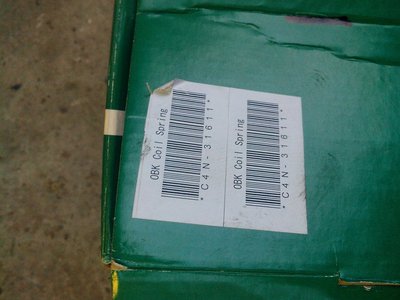 OBK Coil Spring
*C4N-31611*
OBK Coil Spring
*C4N-31611*